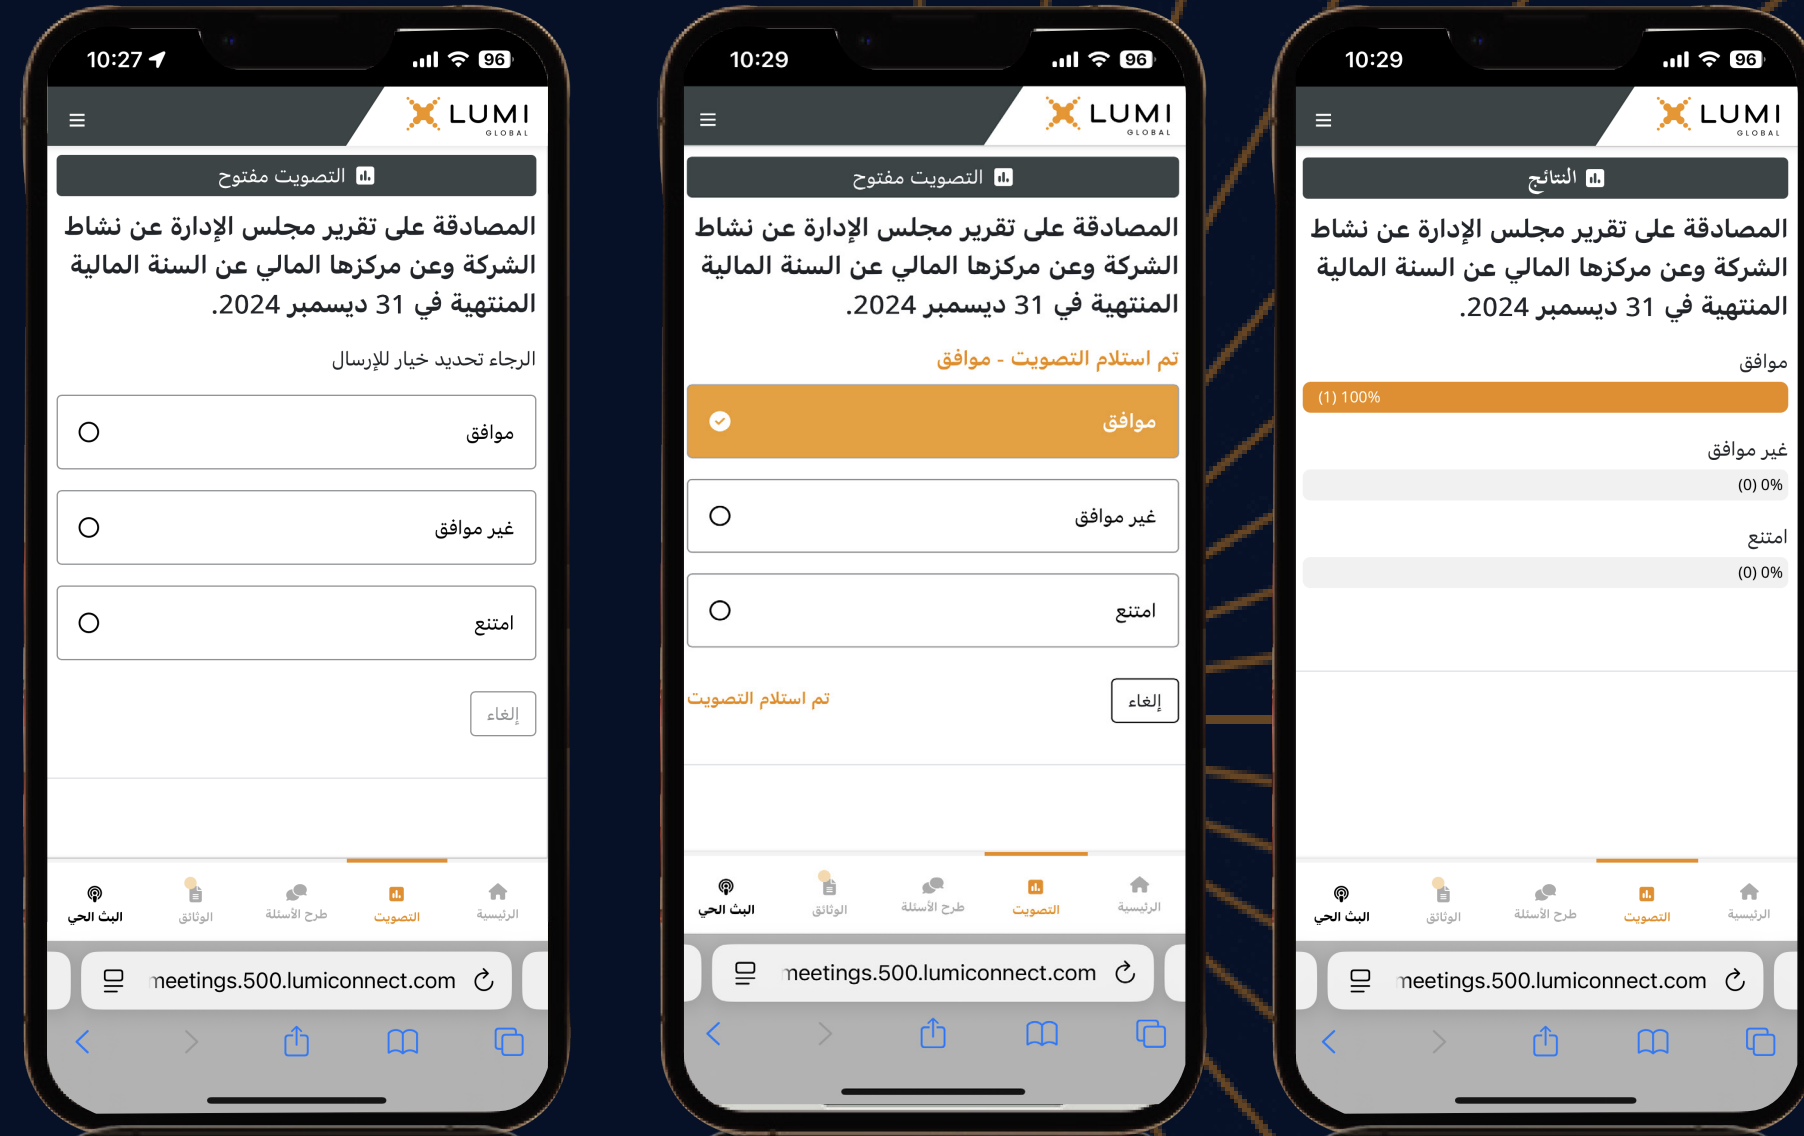 10:27
96
LUMI
GLOBAL
التصويت مفتوح
المصادقة على تقرير مجلس الإدارة عن نشاط
الشركة وعن مركزها المالي عن السنة المالية
المنتهية في 31 ديسمبر 2024.
الرجاء تحديد خيار للإرسال
موافق
غير موافق
امتنع
إلغاء
الرئيسية
التصويت
طرح الأسئلة
الوثائق
البث الحي
meetings.500.lumiconnect.com
10:29
96
LUMI
GLOBAL
التصويت مفتوح
المصادقة على تقرير مجلس الإدارة عن نشاط
الشركة وعن مركزها المالي عن السنة المالية
المنتهية في 31 ديسمبر 2024.
تم استلام التصويت - موافق
موافق
غير موافق
امتنع
إلغاء
تم استلام التصويت
الرئيسية
التصويت
طرح الأسئلة
الوثائق
البث الحي
meetings.500.lumiconnect.com
10:29
96
LUMI
GLOBAL
النتائج
المصادقة على تقرير مجلس الإدارة عن نشاط
الشركة وعن مركزها المالي عن السنة المالية
المنتهية في 31 ديسمبر 2024.
موافق
(1) 100%
غير موافق
(0) 0%
امتنع
(0) 0%
الرئيسية
التصويت
طرح الأسئلة
الوثائق
البث الحي
meetings.500.lumiconnect.com